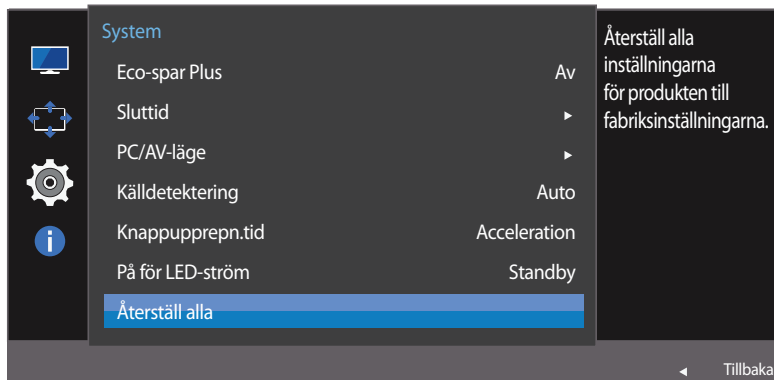 System
Eco-spar Plus Av
Sluttid ►
PC/AV-läge ►
Källdetektering Auto
Knappupprepn.tid Acceleration
På för LED-ström Standby
Återställ alla
Återställ alla
inställningarna
för produkten till
fabriksinställningarna.
◄ Tillbaka